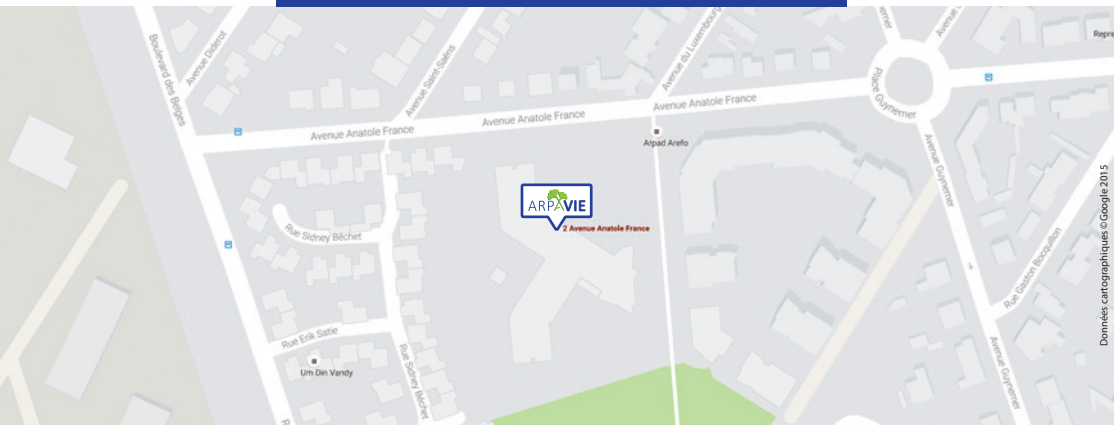 Avenue Diderot
Boulevard des Belges
Avenue Saint-Saëns
Avenue du Luxembourg
Avenue Anatole France
Avenue Anatole France
Avenue Anatole France
Place Guynemer
Arpad Arefo
ARPAVIE
2 Avenue Anatole France
Rue Sidney Béchet
Rue Erik Satie
Um Din Vandy
Rue Sidney Béchet
Avenue Guynemer
Rue Gaston Bocquillon
Avenue Guynemer
Données cartographiques ©Google 2015